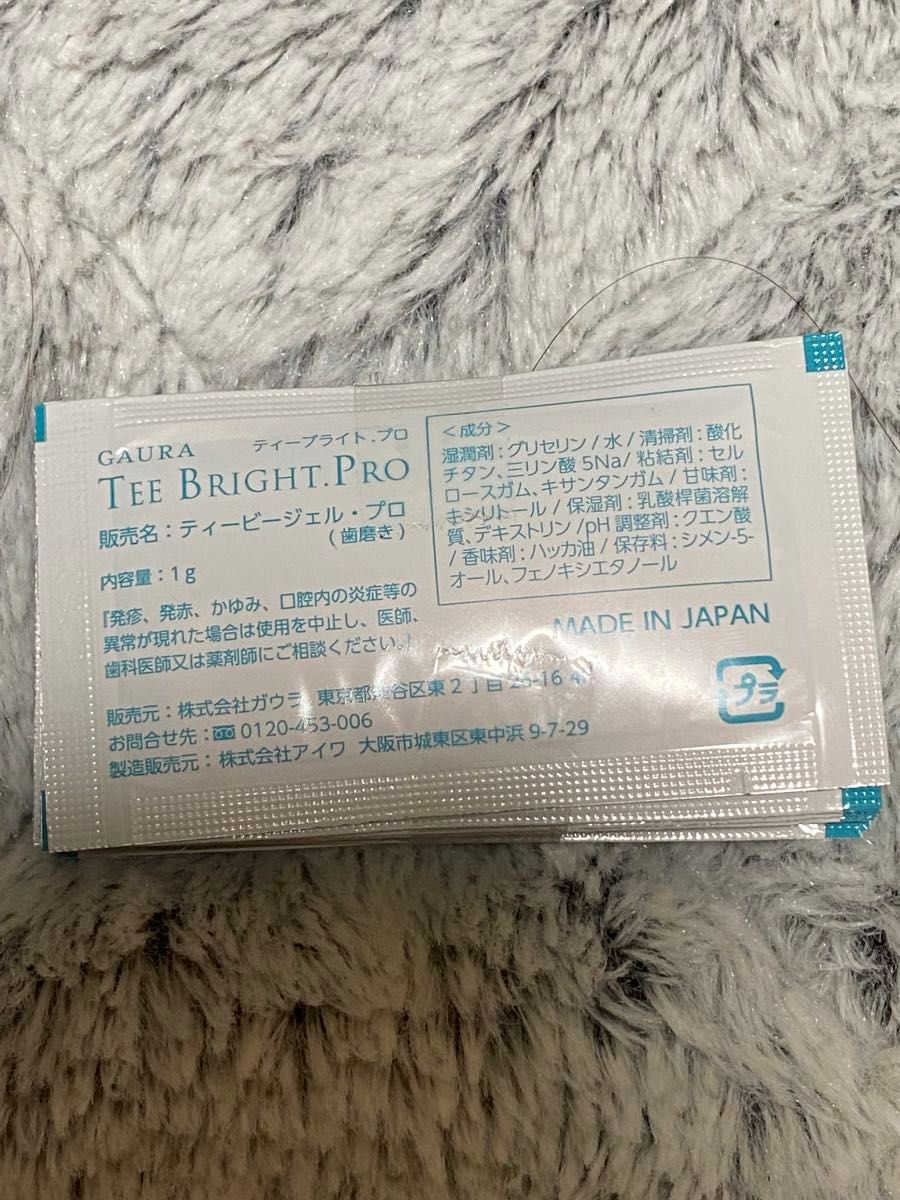 GAURA
ティーブライト.プロ
TEE BRIGHT.PRO
販売名：ティービージェル・プロ
(歯磨き)
内容量：1g
『発疹、発赤、かゆみ、口腔内の炎症等の
異常が現れた場合は使用を中止し、医師、
歯科医師又は薬剤師にご相談ください。』
販売元：株式会社ガウラ 東京都渋谷区東2丁目
お問合せ先：0120-453-006
製造販売元：株式会社アイワ 大阪市城東区東中浜 9-7-29
＜成分＞
湿潤剤：グリセリン/水/清掃剤：酸化
チタン、三リン酸5Na/粘結剤：セル
ロースガム、キサンタンガム/甘味剤：
キシリトール/保湿剤：乳酸桿菌溶解
質、デキストリン/pH調整剤：クエン酸
/香味剤：ハッカ油/保存料：シメン-5-
オール、フェノキシエタノール
MADE IN JAPAN
プラ